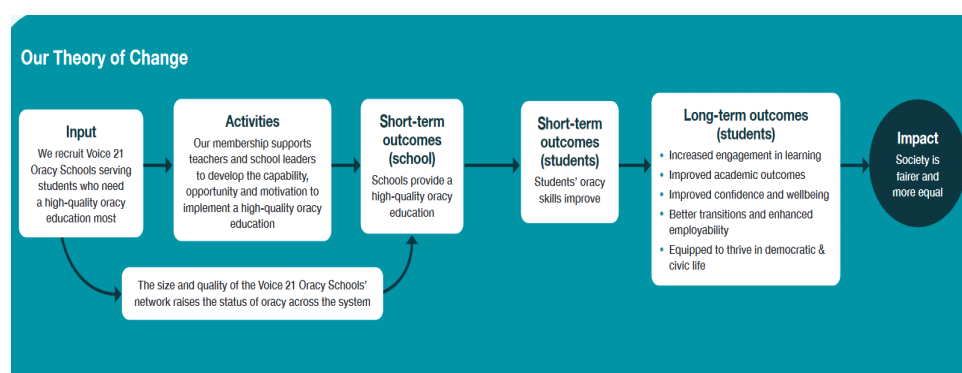 Our Theory of Change
Input
We recruit Voice 21
Oracy Schools serving
students who need
a high-quality oracy
education most
Activities
Our membership supports
teachers and school leaders
to develop the capability,
opportunity and motivation to
implement a high-quality oracy
education
Short-term
outcomes
(school)
Schools provide a
high-quality oracy
education
Short-term
outcomes
(students)
Students' oracy
skills improve
Long-term outcomes
(students)
• Increased engagement in learning
• Improved academic outcomes
• Improved confidence and wellbeing
• Better transitions and enhanced
employability
• Equipped to thrive in democratic &
civic life
Impact
Society is
fairer and
more equal
The size and quality of the Voice 21 Oracy Schools'
network raises the status of oracy across the system